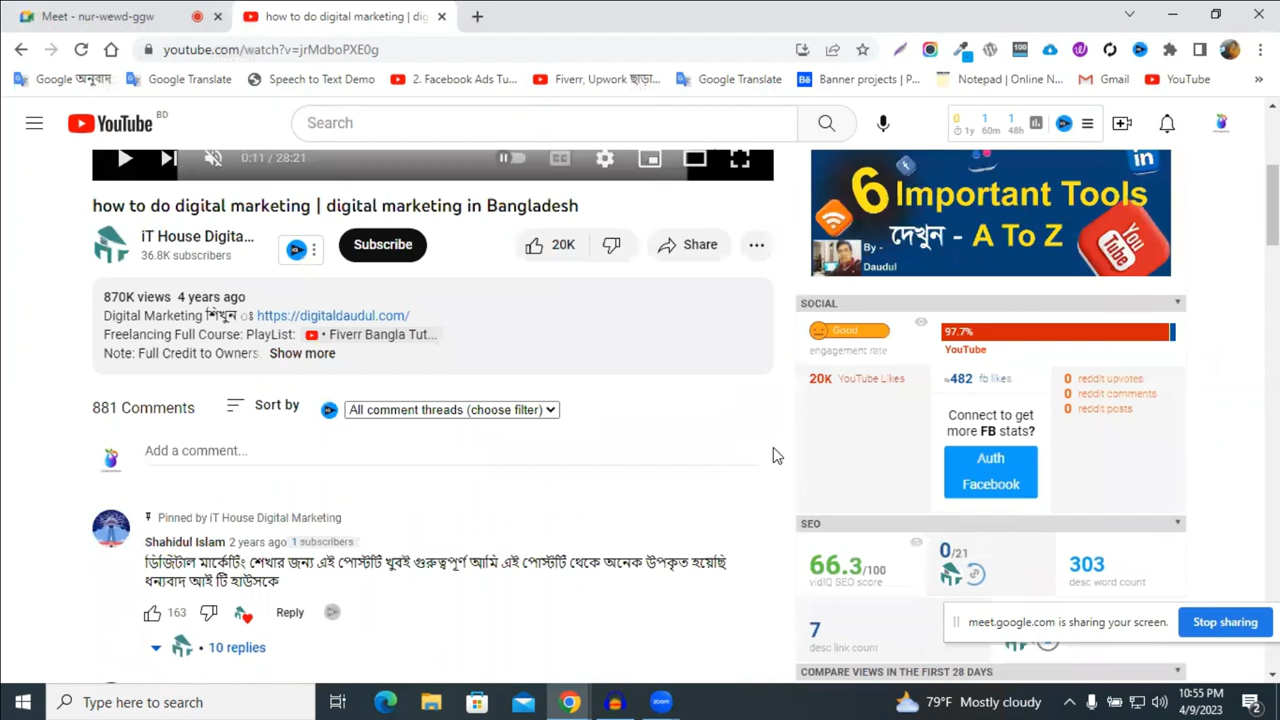 Meet - nur-wewd-ggw
how to do digital marketing | dig
youtube.com/watch?v=jrMdboPXE0g
Google অনুবাদ
Google Translate
Speech to Text Demo
2. Facebook Ads Tu...
Fiverr, Upwork ছাড়া...
Google Translate
Banner projects | P...
Notepad | Online N...
Gmail
YouTube
YouTube BD
Search
0 1 1
1y 60m 48h
0:11 / 28:21
6 Important Tools
দেখুন - A To Z
By -
Daudul
how to do digital marketing | digital marketing in Bangladesh
iT House Digita...
36.8K subscribers
Subscribe
20K
Share
870K views 4 years ago
Digital Marketing শিখুন ঃ https://digitaldaudul.com/
Freelancing Full Course: PlayList: • Fiverr Bangla Tut...
Note: Full Credit to Owners. Show more
881 Comments
Sort by
All comment threads (choose filter)
Add a comment...
Pinned by iT House Digital Marketing
Shahidul Islam 2 years ago 1 subscribers
ডিজিটাল মার্কেটিং শেখার জন্য এই পোস্টটি খুবই গুরুত্বপূর্ণ আমি এই পোস্টটি থেকে অনেক উপকৃত হয়েছি
ধন্যবাদ আই টি হাউসকে
163
Reply
10 replies
SOCIAL
Good
engagement rate
97.7%
YouTube
20K YouTube Likes
≈482 fb likes
0 reddit upvotes
0 reddit comments
0 reddit posts
Connect to get
more FB stats?
Auth
Facebook
SEO
66.3/100
vidIQ SEO score
0/21
303
desc word count
7
desc link count
meet.google.com is sharing your screen.
Stop sharing
COMPARE VIEWS IN THE FIRST 28 DAYS
Type here to search
zoom
79°F Mostly cloudy
10:55 PM
4/9/2023
2